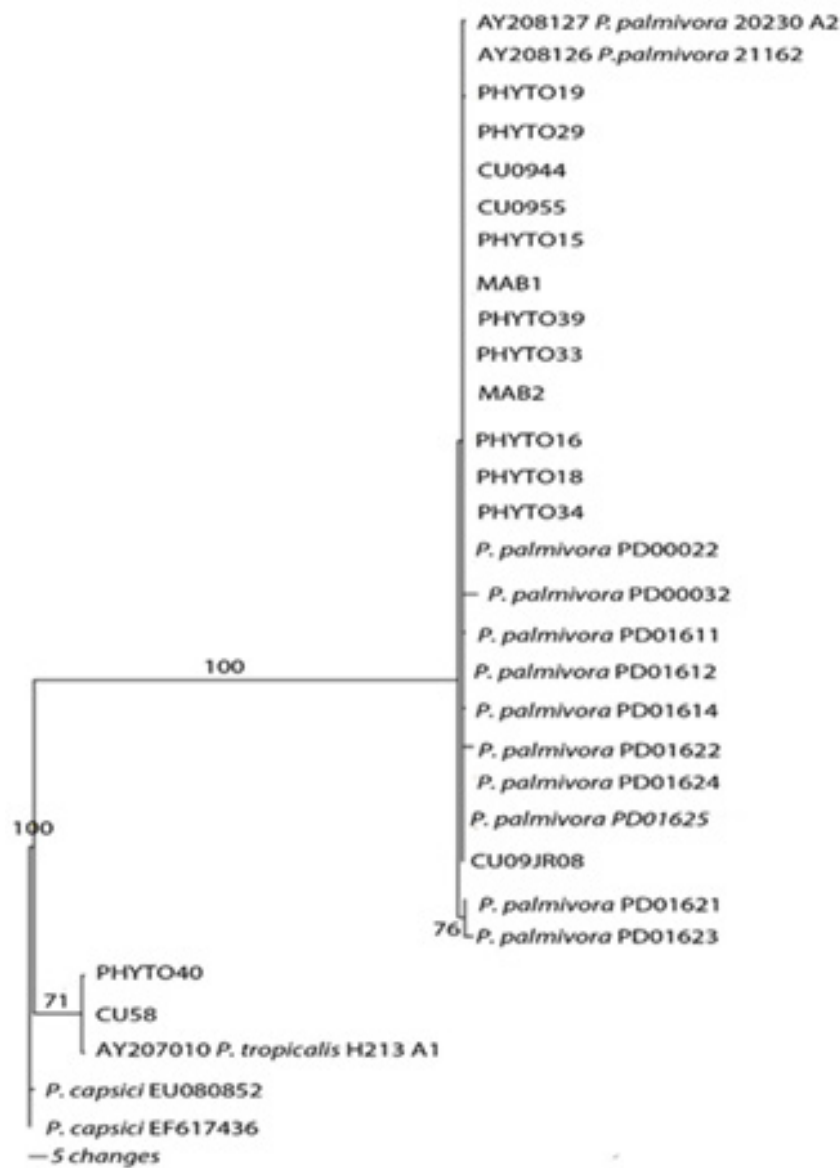 AY208127 P. palmivora 20230 A2
AY208126 P.palmivora 21162
PHYTO19
PHYTO29
CU0944
CU0955
PHYTO15
MAB1
PHYTO39
PHYTO33
MAB2
PHYTO16
PHYTO18
PHYTO34
P. palmivora PD00022
P. palmivora PD00032
P. palmivora PD01611
100
P. palmivora PD01612
P. palmivora PD01614
P. palmivora PD01622
P. palmivora PD01624
P. palmivora PD01625
100
CU09JR08
P. palmivora PD01621
76
P. palmivora PD01623
PHYTO40
71
CU58
AY207010 P. tropicalis H213 A1
P. capsici EU080852
P. capsici EF617436
5 changes